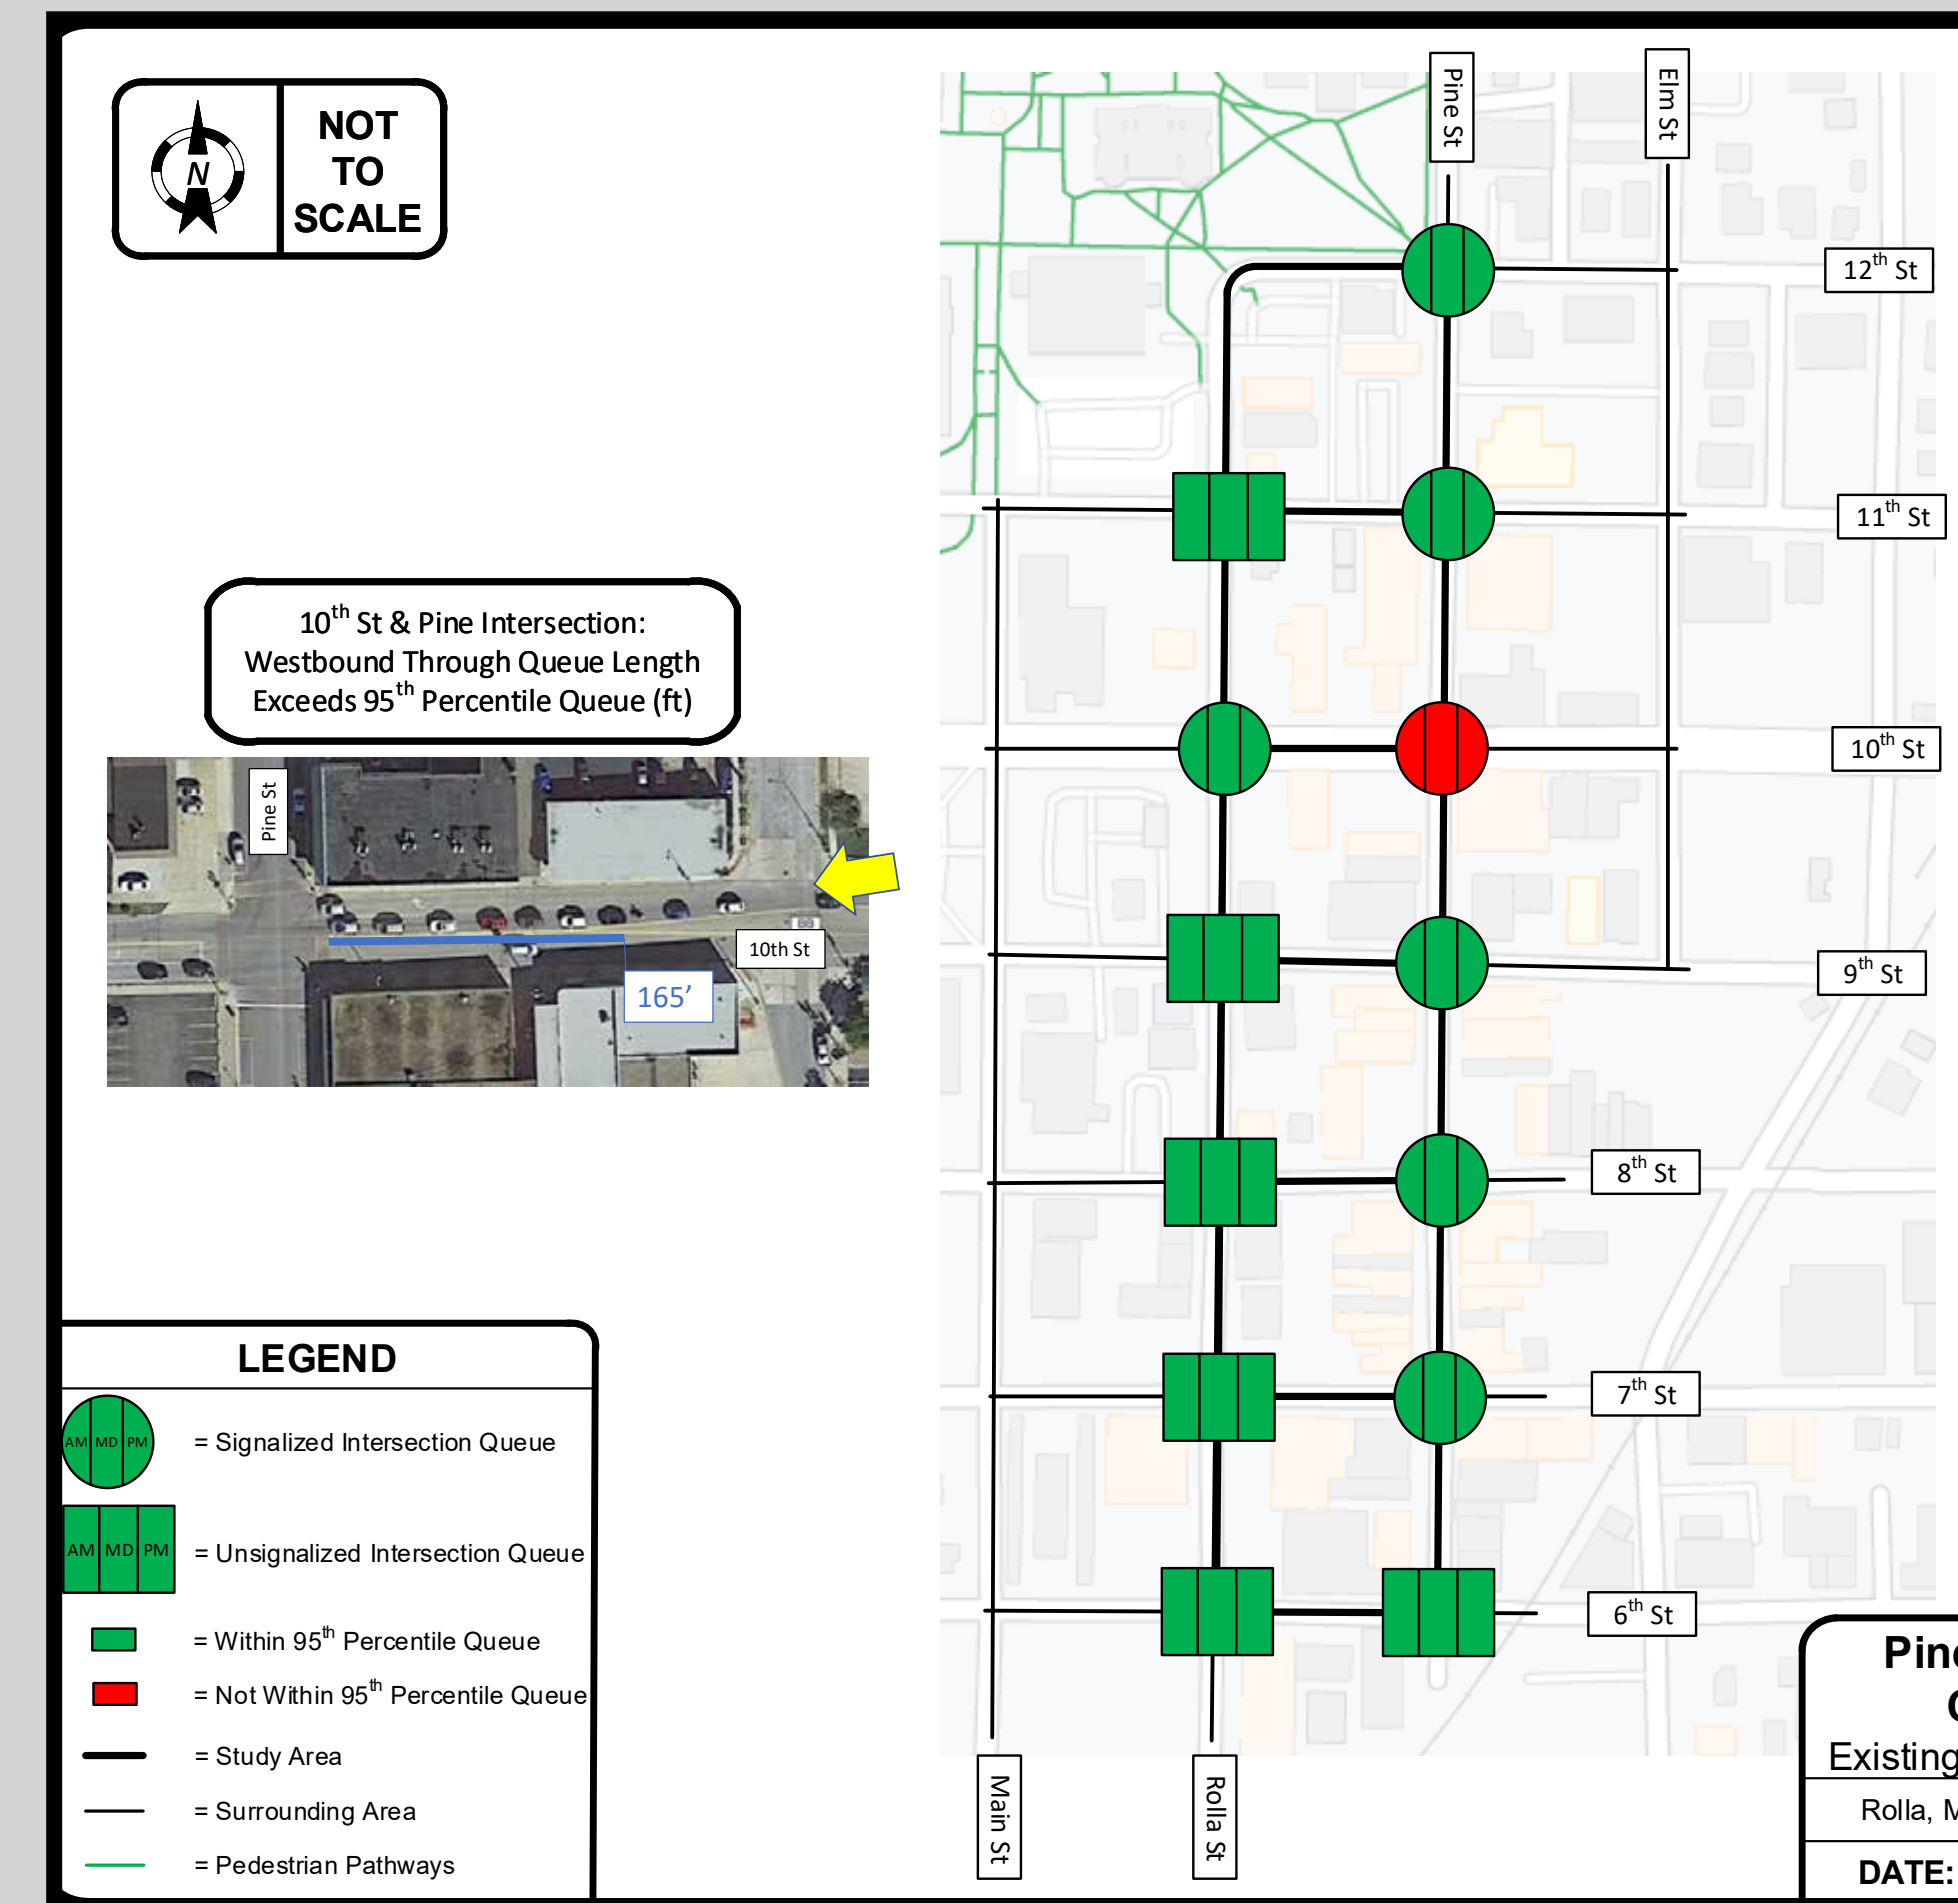 N
NOT
TO
SCALE
Pine St
Elm St
12th St
11th St
10th St & Pine Intersection:
Westbound Through Queue Length
Exceeds 95th Percentile Queue (ft)
10th St
Pine St
10th St
165’
9th St
8th St
7th St
6th St
Main St
Rolla St
LEGEND
AM MD PM = Signalized Intersection Queue
AM MD PM = Unsignalized Intersection Queue
= Within 95th Percentile Queue
= Not Within 95th Percentile Queue
= Study Area
= Surrounding Area
= Pedestrian Pathways
Existing
Rolla,
DATE: